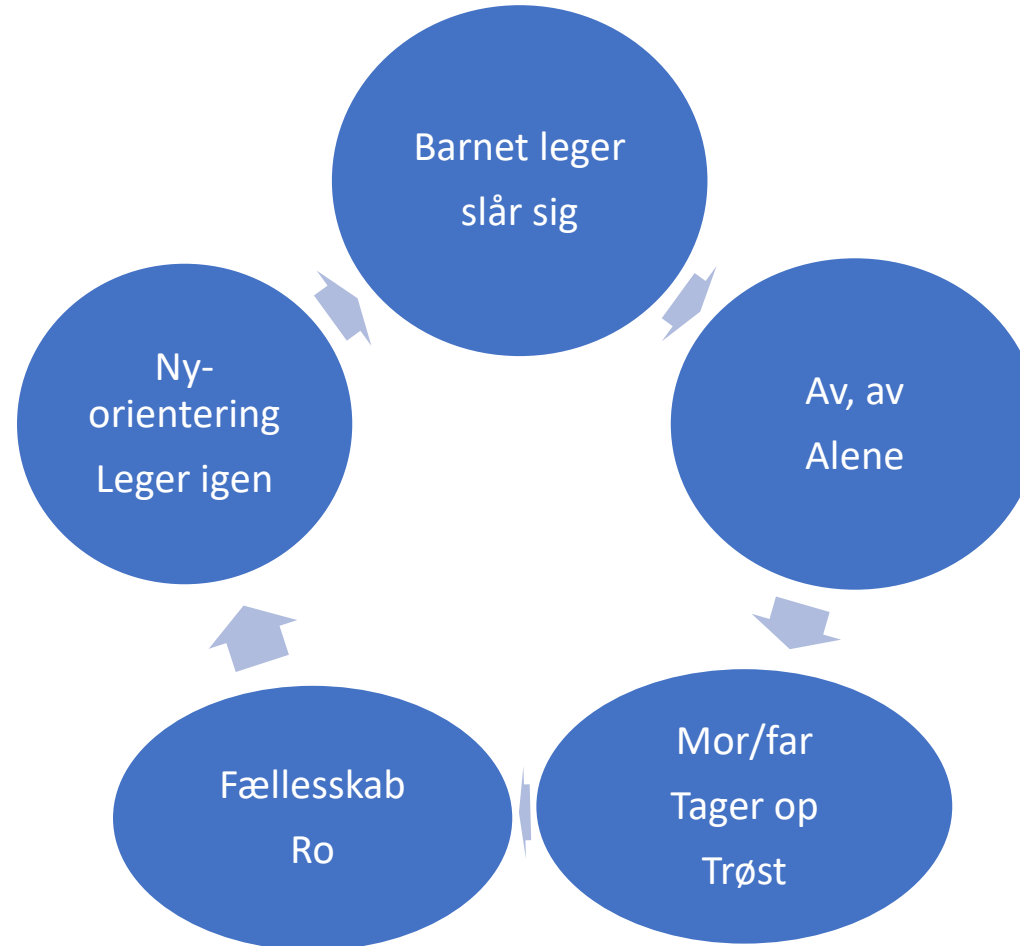 Barnet leger
slår sig
Av, av
Alene
Mor/far
Tager op
Trøst
Fællesskab
Ro
Ny-
orientering
Leger igen